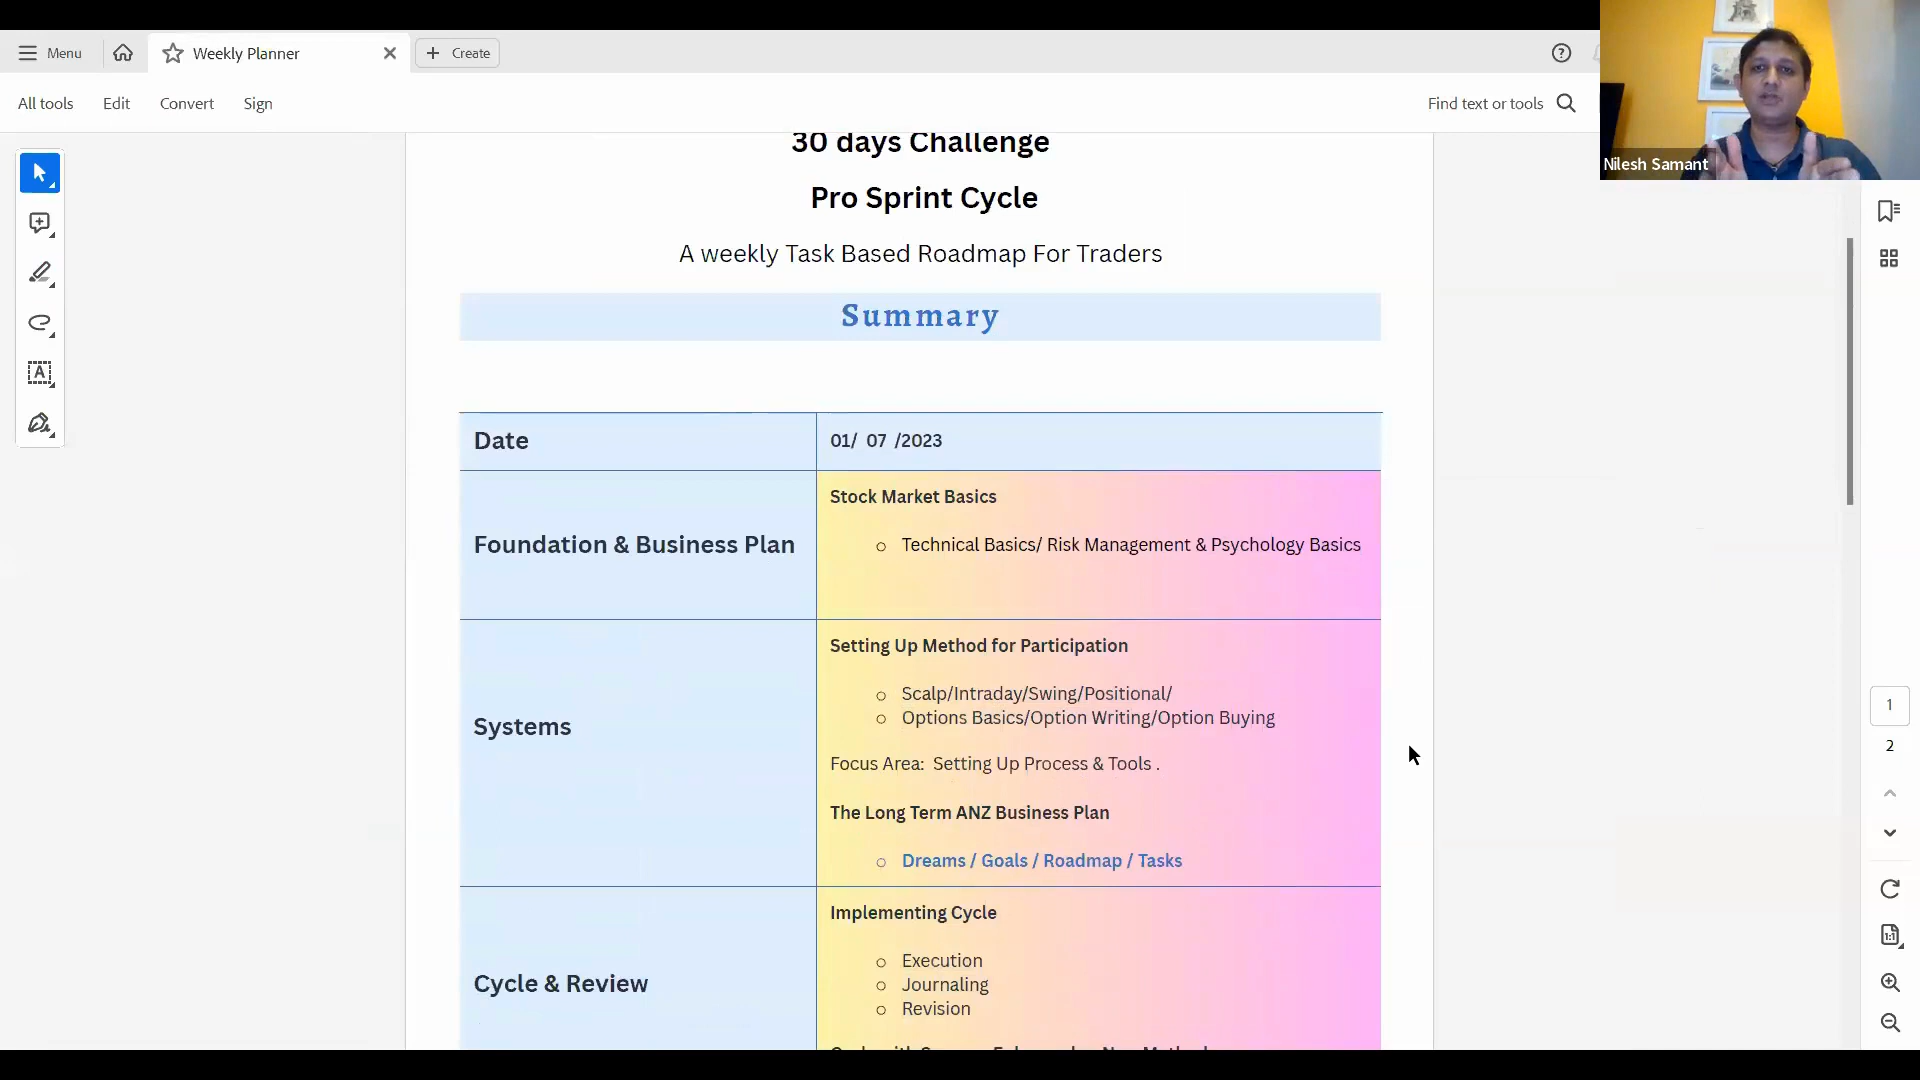 Menu
Weekly Planner
Create
All tools
Edit
Convert
Sign
Find text or tools
Nilesh Samant
30 days Challenge
Pro Sprint Cycle
A weekly Task Based Roadmap For Traders
Summary
Date
01/ 07 /2023
Foundation & Business Plan
Stock Market Basics
Technical Basics/ Risk Management & Psychology Basics
Systems
Setting Up Method for Participation
Scalp/Intraday/Swing/Positional/
Options Basics/Option Writing/Option Buying
Focus Area: Setting Up Process & Tools .
The Long Term ANZ Business Plan
Dreams / Goals / Roadmap / Tasks
Cycle & Review
Implementing Cycle
Execution
Journaling
Revision
1
2